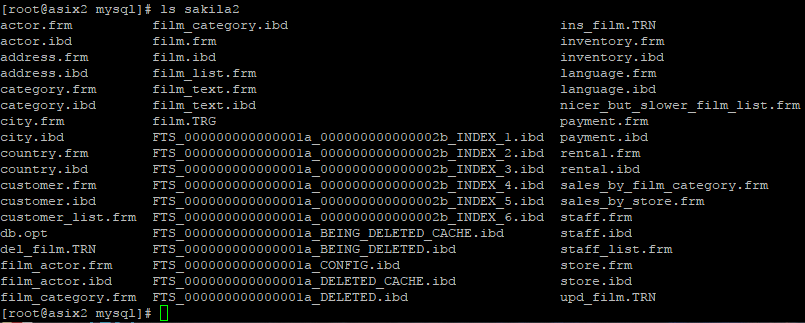 [root@asix2 mysql]# ls sakila2
actor.frm film_category.ibd ins_film.TRN
actor.ibd film.frm inventory.frm
address.frm film.ibd inventory.ibd
address.ibd film_list.frm language.frm
category.frm film_text.frm language.ibd
category.ibd film_text.ibd nicer_but_slower_film_list.frm
city.frm film.TRG payment.frm
city.ibd FTS_000000000000001a_000000000000002b_INDEX_1.ibd payment.ibd
country.frm FTS_000000000000001a_000000000000002b_INDEX_2.ibd rental.frm
country.ibd FTS_000000000000001a_000000000000002b_INDEX_3.ibd rental.ibd
customer.frm FTS_000000000000001a_000000000000002b_INDEX_4.ibd sales_by_film_category.frm
customer.ibd FTS_000000000000001a_000000000000002b_INDEX_5.ibd sales_by_store.frm
customer_list.frm FTS_000000000000001a_000000000000002b_INDEX_6.ibd staff.frm
db.opt FTS_000000000000001a_BEING_DELETED_CACHE.ibd staff.ibd
del_film.TRN FTS_000000000000001a_BEING_DELETED.ibd staff_list.frm
film_actor.frm FTS_000000000000001a_CONFIG.ibd store.frm
film_actor.ibd FTS_000000000000001a_DELETED_CACHE.ibd store.ibd
film_category.frm FTS_000000000000001a_DELETED.ibd upd_film.TRN
[root@asix2 mysql]#